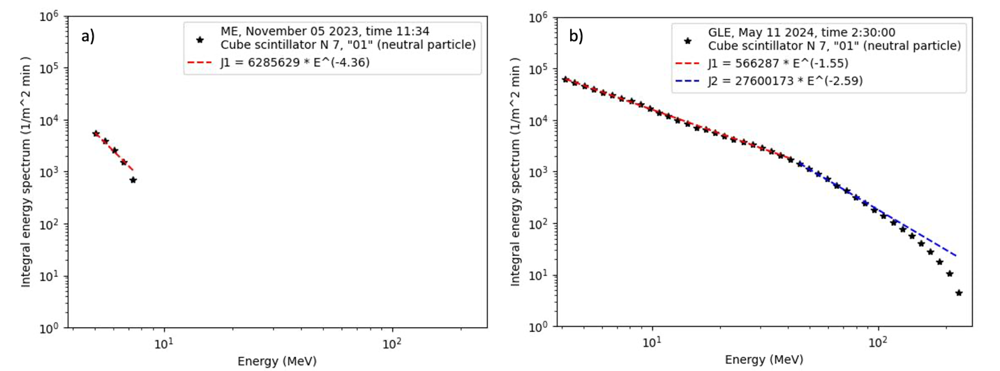 a)
ME, November 05 2023, time 11:34
Cube scintillator N 7, "01" (neutral particle)
J1 = 6285629 * E^(-4.36)
Integral energy spectrum (1/m^2 min )
10^6
10^5
10^4
10^3
10^2
10^1
10^0
10^1
10^2
Energy (MeV)
b)
GLE, May 11 2024, time 2:30:00
Cube scintillator N 7, "01" (neutral particle)
J1 = 566287 * E^(-1.55)
J2 = 27600173 * E^(-2.59)
Integral energy spectrum (1/m^2 min )
10^6
10^5
10^4
10^3
10^2
10^1
10^0
10^1
10^2
Energy (MeV)